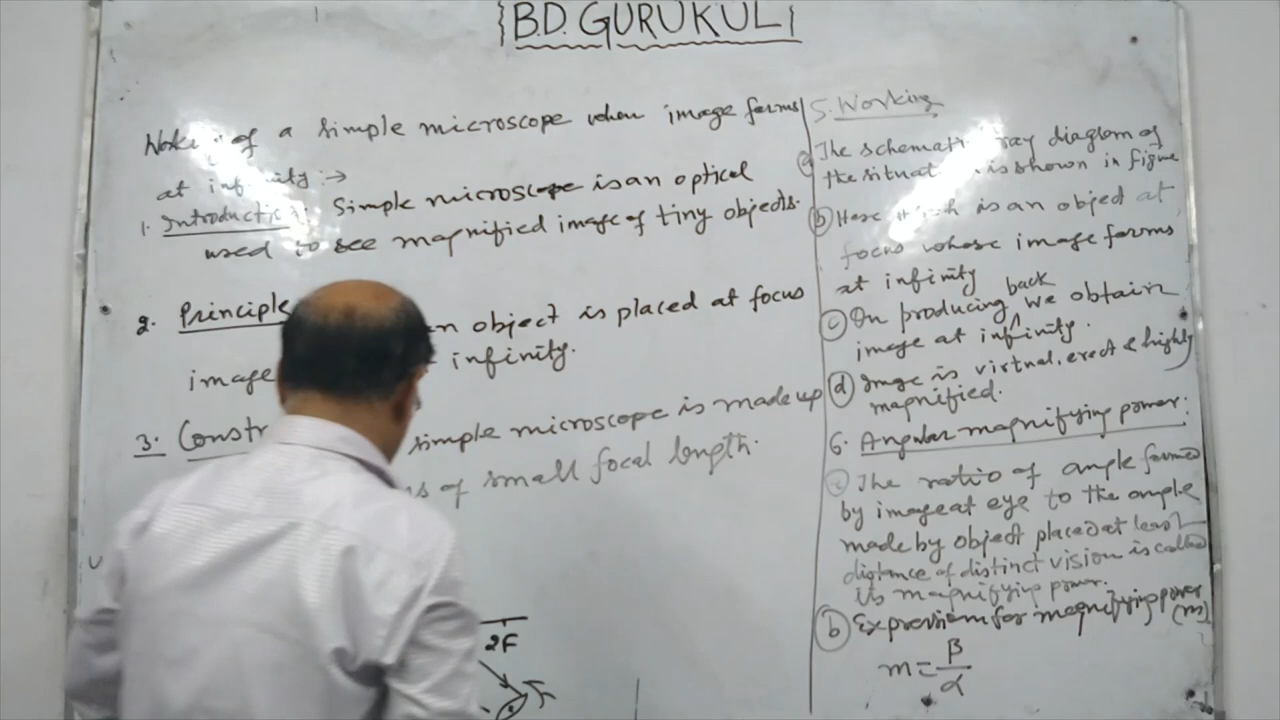 B.D. GURUKUL
of a simple microscope when image forms
at infinity :→
1. Introduction Simple microscope is an optical
used to see magnified image of tiny objects.
2. Principle object is placed at focus
image infinity.
3. Constr simple microscope is made up
of small focal length.
2F
5. Working
(a) The schemati ray diagram of
the situat is shown in figure
(b) Here is an object at
focus whose image forms
at infinity
(c) On producing back we obtain
image at infinity.
(d) Image is virtual, erect & highly
magnified.
6. Angular magnifying power:
(a) The ratio of angle formed
by image at eye to the angle
made by object placed at least
distance of distinct vision is called
its magnifying power.
(b) Expression for magnifying power (m)
m = β/α